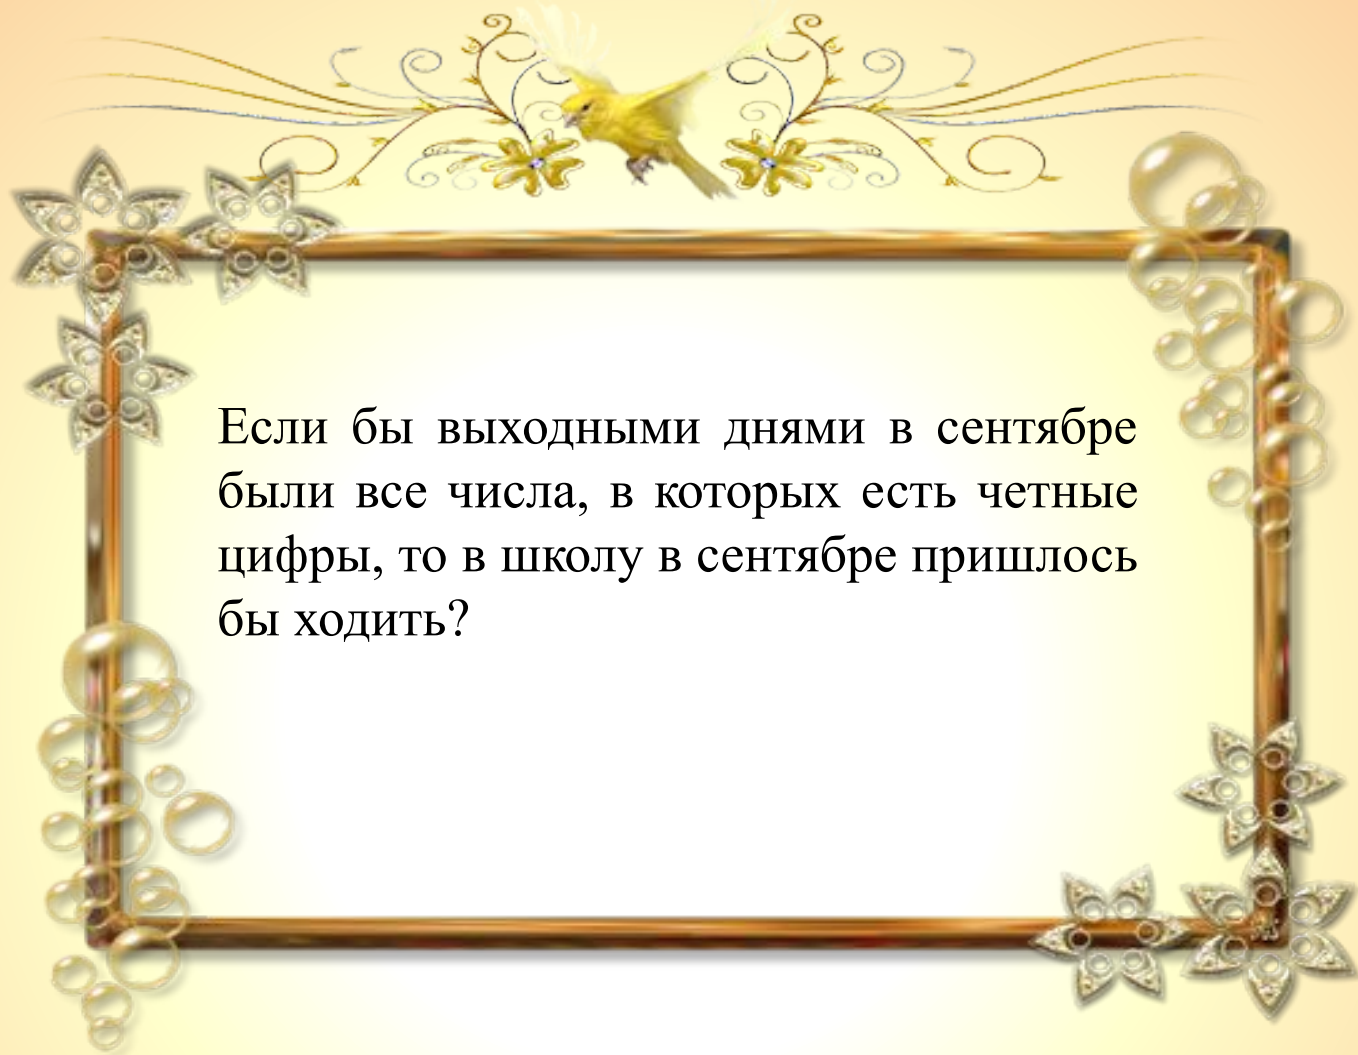 Если бы выходными днями в сентябре
были все числа, в которых есть четные
цифры, то в школу в сентябре пришлось
бы ходить?